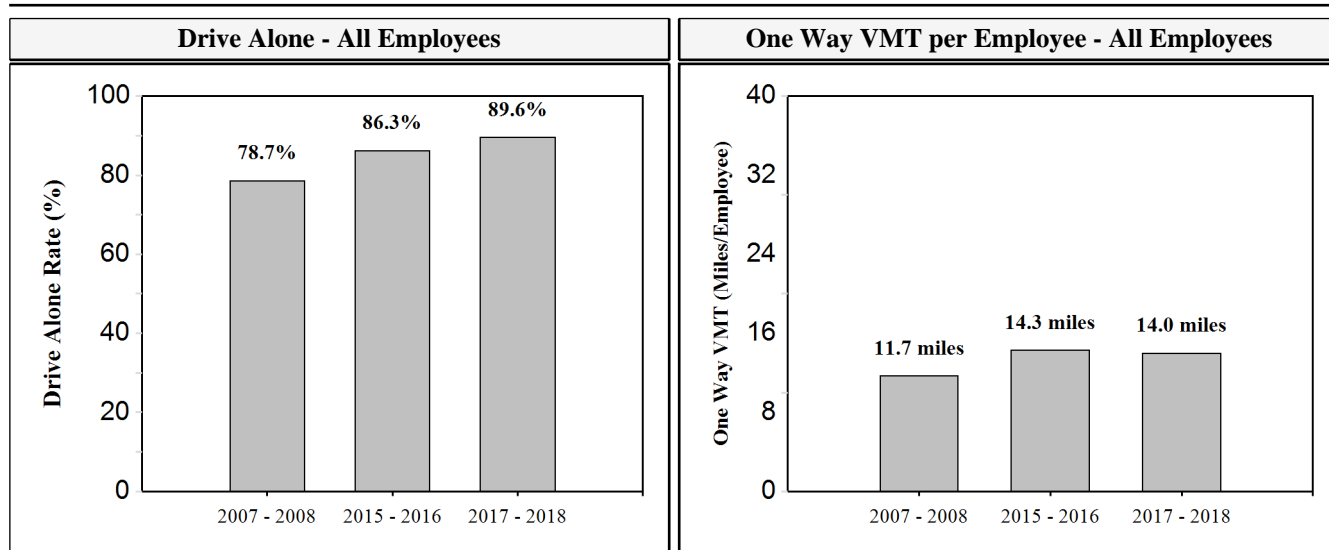 Drive Alone - All Employees
100
80
60
40
20
0
Drive Alone Rate (%)
78.7%
86.3%
89.6%
2007 - 2008
2015 - 2016
2017 - 2018
One Way VMT per Employee - All Employees
40
32
24
16
8
0
One Way VMT (Miles/Employee)
11.7 miles
14.3 miles
14.0 miles
2007 - 2008
2015 - 2016
2017 - 2018